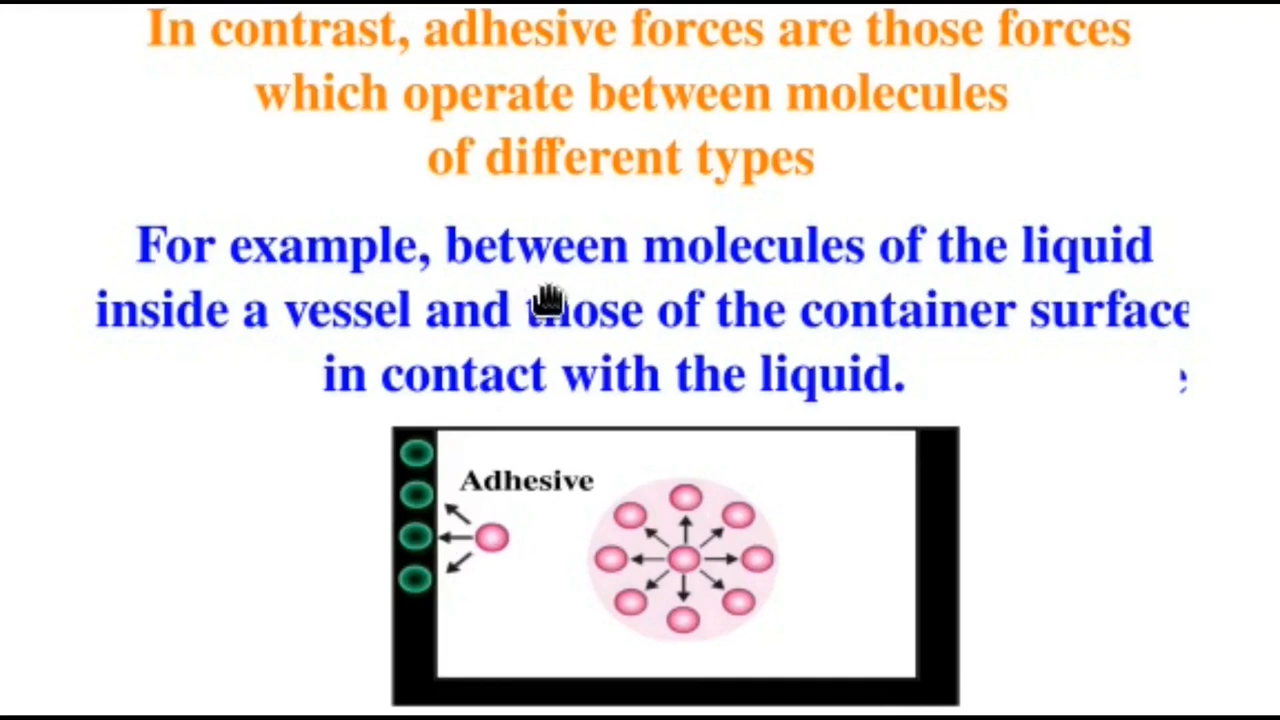 In contrast, adhesive forces are those forces
which operate between molecules
of different types
For example, between molecules of the liquid
inside a vessel and those of the container surface
in contact with the liquid.
Adhesive